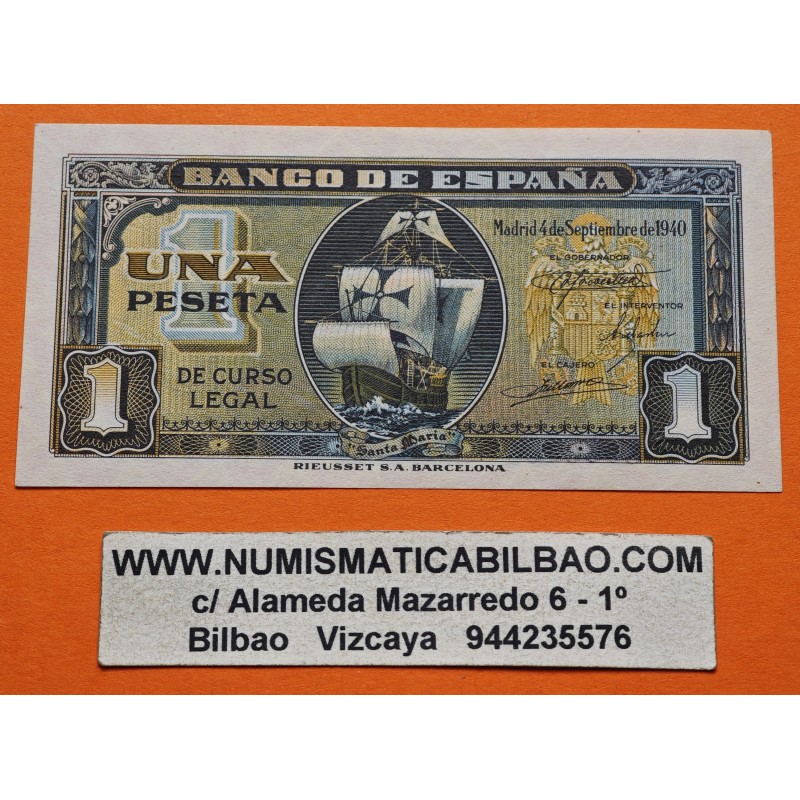 BANCO DE ESPAÑA
Madrid 4 de Septiembre de 1940
EL GOBERNADOR
EL INTERVENTOR
EL CAJERO
1
UNA
PESETA
DE CURSO
LEGAL
1
1
Santa Maria
RIEUSSET S.A. BARCELONA
WWW.NUMISMATICABILBAO.COM
c/ Alameda Mazarredo 6 - 1º
Bilbao Vizcaya 944235576